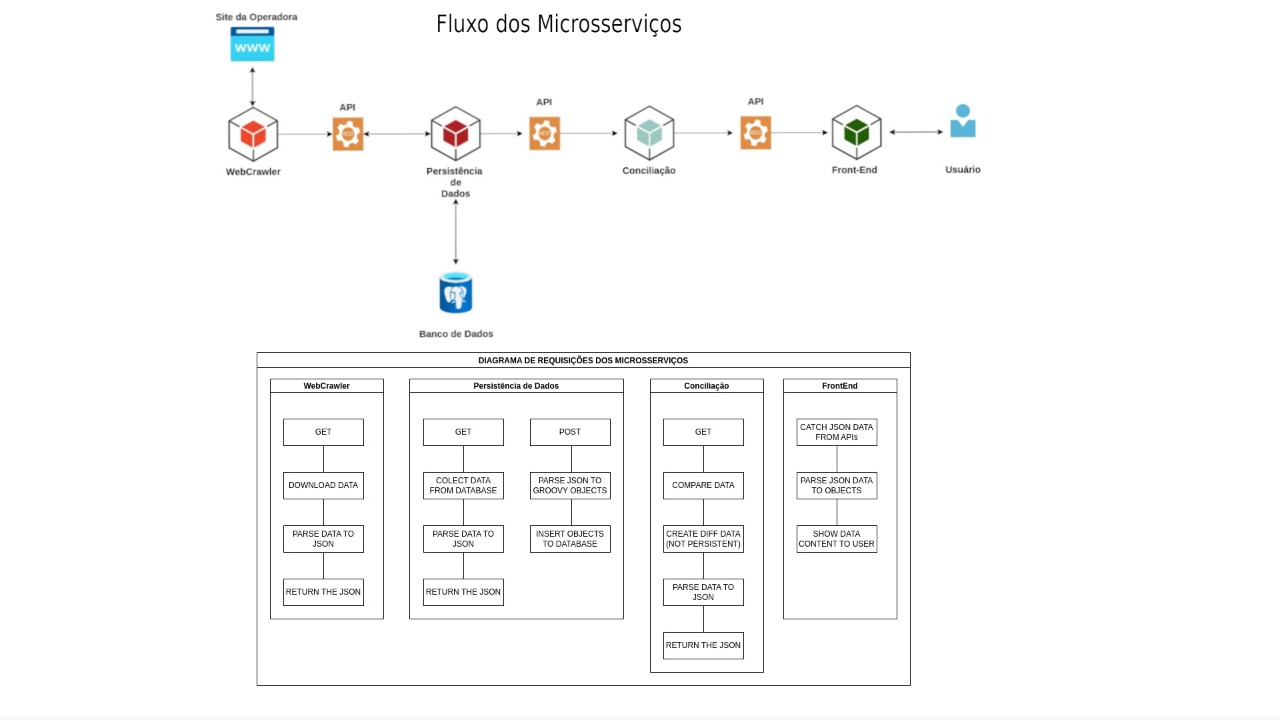 Site da Operadora
Fluxo dos Microsserviços
www
API
API
API
REST
REST
REST
WebCrawler
Persistência
de
Dados
Conciliação
Front-End
Usuário
Banco de Dados
DIAGRAMA DE REQUISIÇÕES DOS MICROSSERVIÇOS
WebCrawler
GET
DOWNLOAD DATA
PARSE DATA TO
JSON
RETURN THE JSON
Persistência de Dados
GET
COLECT DATA
FROM DATABASE
PARSE DATA TO
JSON
RETURN THE JSON
POST
PARSE JSON TO
GROOVY OBJECTS
INSERT OBJECTS
TO DATABASE
Conciliação
GET
COMPARE DATA
CREATE DIFF DATA
(NOT PERSISTENT)
PARSE DATA TO
JSON
RETURN THE JSON
FrontEnd
CATCH JSON DATA
FROM APIs
PARSE JSON DATA
TO OBJECTS
SHOW DATA
CONTENT TO USER